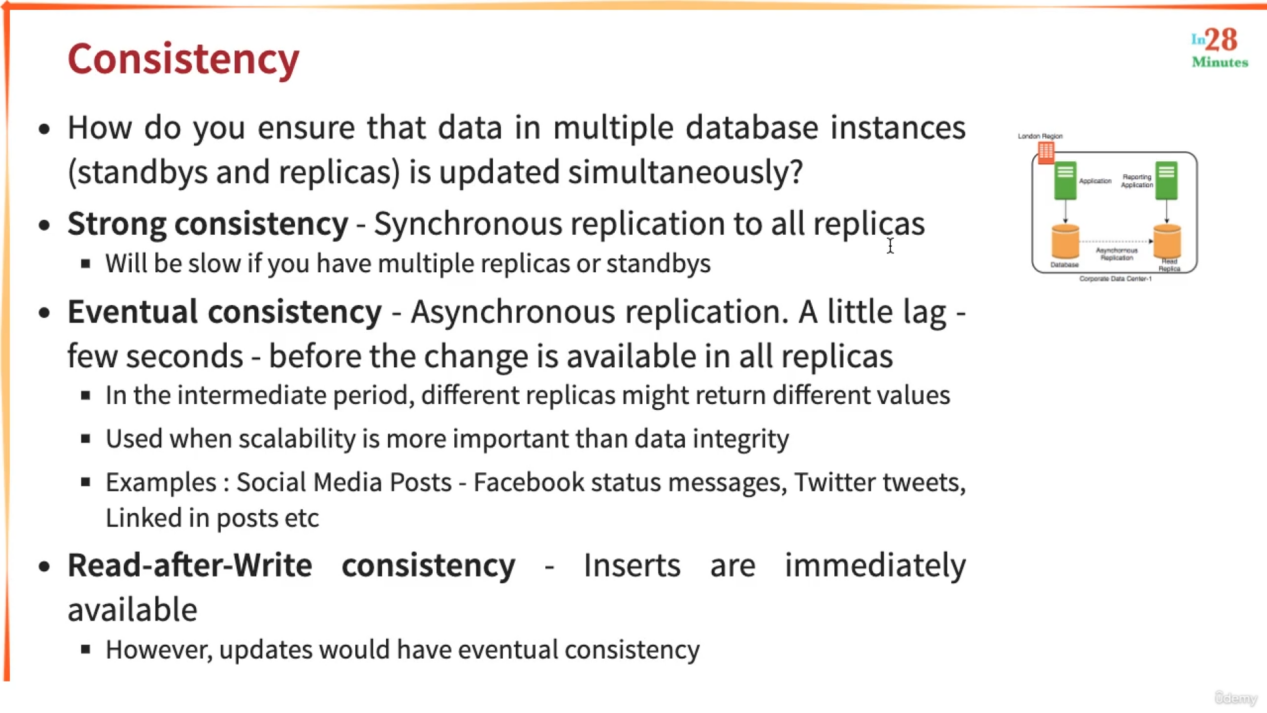 Consistency
In28
Minutes
• How do you ensure that data in multiple database instances
(standbys and replicas) is updated simultaneously?
• Strong consistency - Synchronous replication to all replicas
▪ Will be slow if you have multiple replicas or standbys
• Eventual consistency - Asynchronous replication. A little lag -
few seconds - before the change is available in all replicas
▪ In the intermediate period, different replicas might return different values
▪ Used when scalability is more important than data integrity
▪ Examples : Social Media Posts - Facebook status messages, Twitter tweets,
Linked in posts etc
• Read-after-Write consistency - Inserts are immediately
available
▪ However, updates would have eventual consistency
London Region
Application
Reporting
Application
Asynchronous
Replication
Database
Read
Replica
Corporate Data Center-1
ûdemy